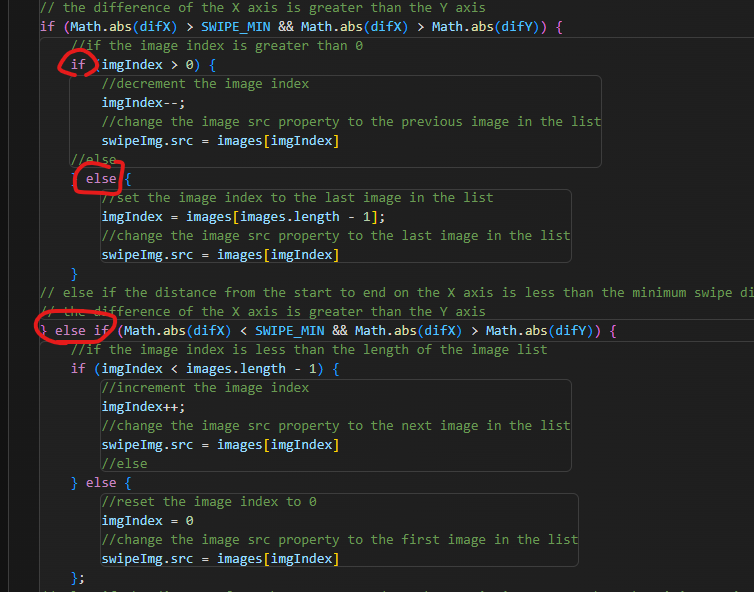 // the difference of the X axis is greater than the Y axis
if (Math.abs(difX) > SWIPE_MIN && Math.abs(difX) > Math.abs(difY)) {
//if the image index is greater than 0
if (imgIndex > 0) {
//decrement the image index
imgIndex--;
//change the image src property to the previous image in the list
swipeImg.src = images[imgIndex]
//else
} else {
//set the image index to the last image in the list
imgIndex = images[images.length - 1];
//change the image src property to the last image in the list
swipeImg.src = images[imgIndex]
}
// else if the distance from the start to end on the X axis is less than the minimum swipe di
// the difference of the X axis is greater than the Y axis
} else if (Math.abs(difX) < SWIPE_MIN && Math.abs(difX) > Math.abs(difY)) {
//if the image index is less than the length of the image list
if (imgIndex < images.length - 1) {
//increment the image index
imgIndex++;
//change the image src property to the next image in the list
swipeImg.src = images[imgIndex]
//else
} else {
//reset the image index to 0
imgIndex = 0
//change the image src property to the first image in the list
swipeImg.src = images[imgIndex]
};